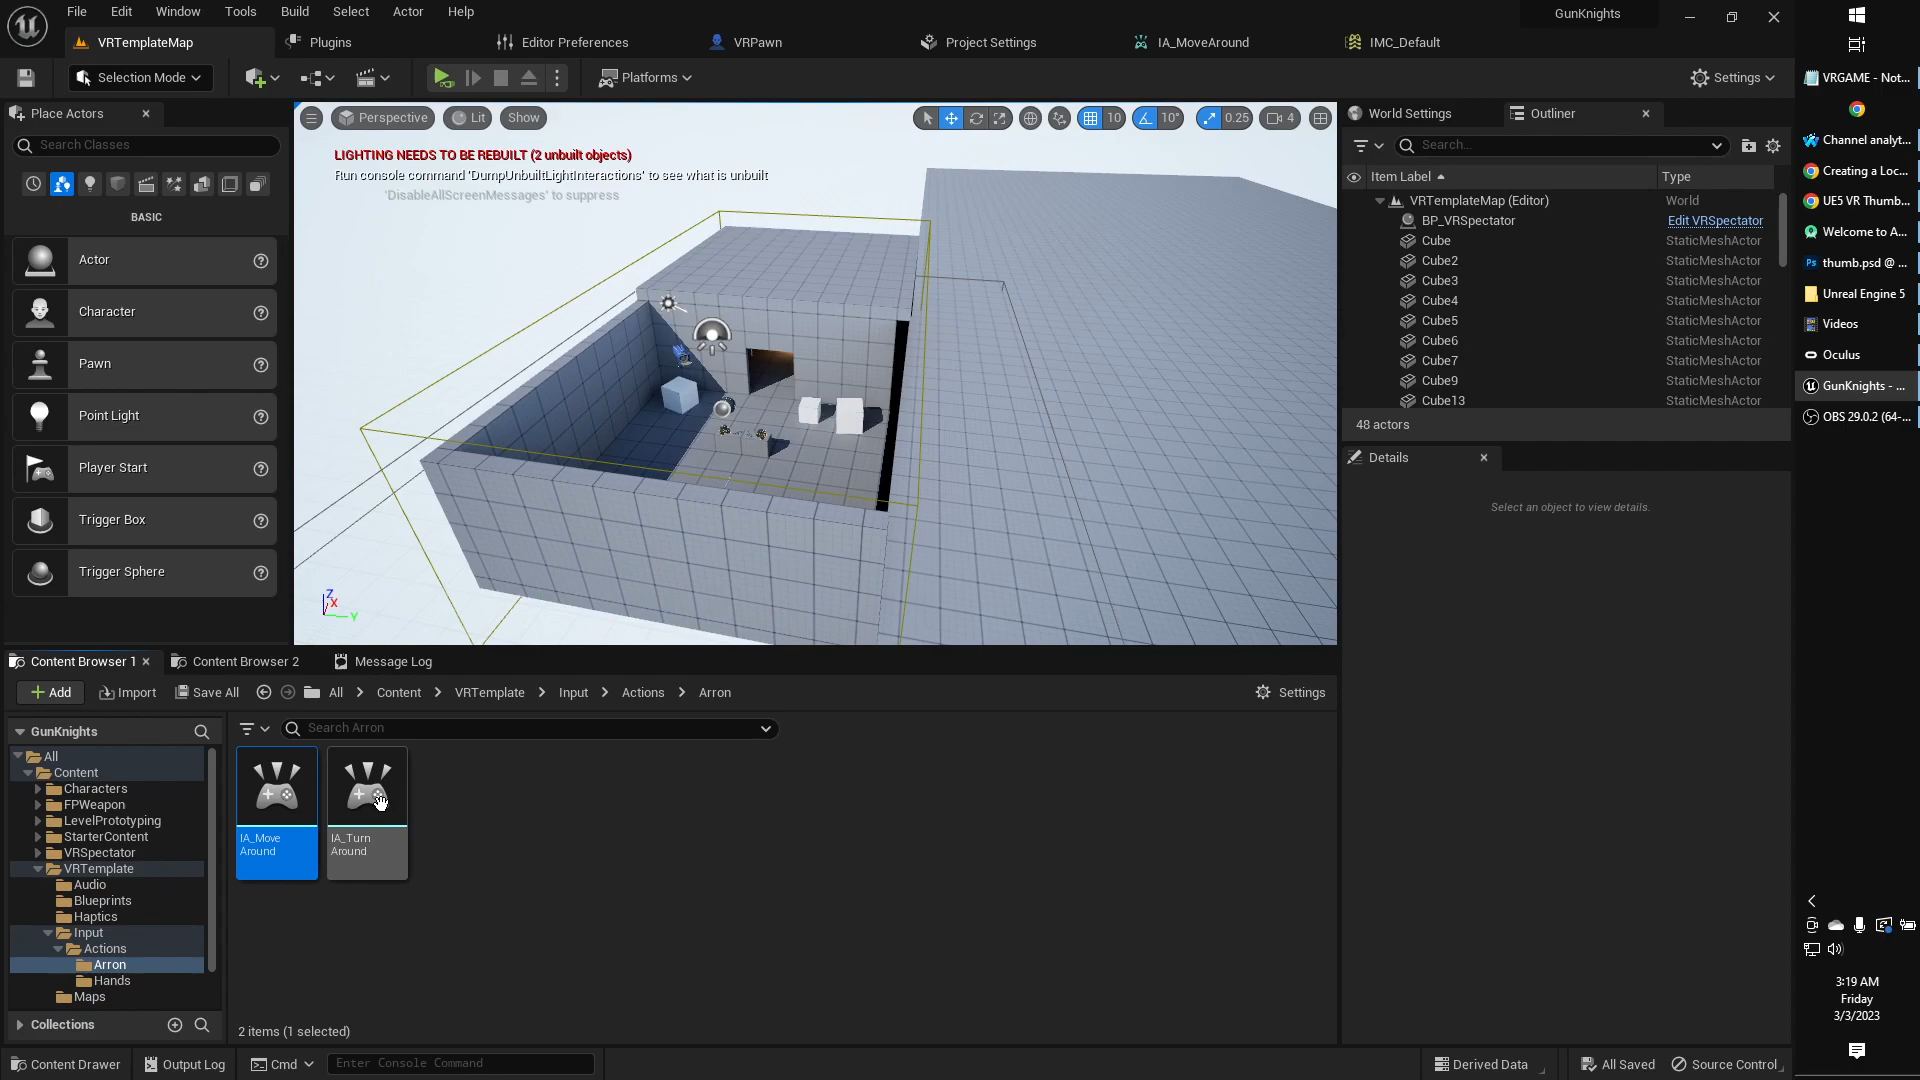 File Edit Window Tools Build Select Actor Help
GunKnights
VRTemplateMap
Plugins
Editor Preferences
VRPawn
Project Settings
IA_MoveAround
IMC_Default
Selection Mode
Platforms
Settings
Place Actors
Search Classes
BASIC
Actor
Character
Pawn
Point Light
Player Start
Trigger Box
Trigger Sphere
Perspective
Lit
Show
10
10°
0.25
4
LIGHTING NEEDS TO BE REBUILT (2 unbuilt objects)
Run console command 'DumpUnbuiltLightInteractions' to see what is unbuilt
'DisableAllScreenMessages' to suppress
Z
X
Y
World Settings
Outliner
Search...
Item Label
Type
VRTemplateMap (Editor) World
BP_VRSpectator Edit VRSpectator
Cube StaticMeshActor
Cube2 StaticMeshActor
Cube3 StaticMeshActor
Cube4 StaticMeshActor
Cube5 StaticMeshActor
Cube6 StaticMeshActor
Cube7 StaticMeshActor
Cube9 StaticMeshActor
Cube13 StaticMeshActor
48 actors
Details
Select an object to view details.
Content Browser 1
Content Browser 2
Message Log
Add
Import
Save All
All > Content > VRTemplate > Input > Actions > Arron
Settings
GunKnights
All
Content
Characters
FPWeapon
LevelPrototyping
StarterContent
VRSpectator
VRTemplate
Audio
Blueprints
Haptics
Input
Actions
Arron
Hands
Maps
Collections
Search Arron
IA_Move
Around
IA_Turn
Around
2 items (1 selected)
Content Drawer
Output Log
Cmd
Enter Console Command
Derived Data
All Saved
Source Control
VRGAME - Not...
Channel analyt...
Creating a Loc...
UE5 VR Thumb...
Welcome to A...
Ps thumb.psd @ ...
Unreal Engine 5
Videos
Oculus
GunKnights - ...
OBS 29.0.2 (64-...
3:19 AM
Friday
3/3/2023